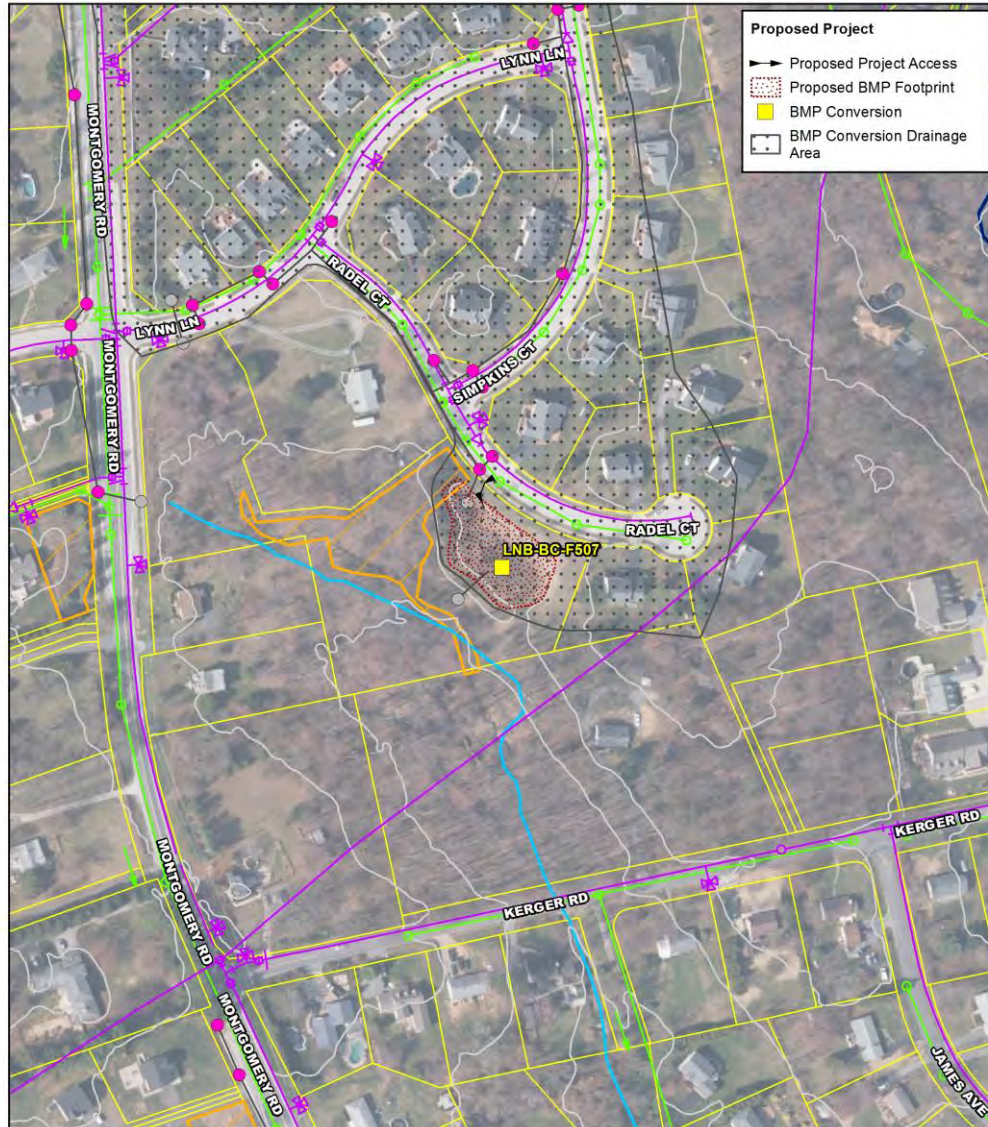 Proposed Project
Proposed Project Access
Proposed BMP Footprint
BMP Conversion
BMP Conversion Drainage
Area
LYNN LN
MONTGOMERY RD
RADEL CT
LYNN LN
MONTGOMERY RD
SIMPKINS CT
RADEL CT
LNB-BC-F507
KERGER RD
MONTGOMERY RD
KERGER RD
MONTGOMERY RD
JAMES AVE